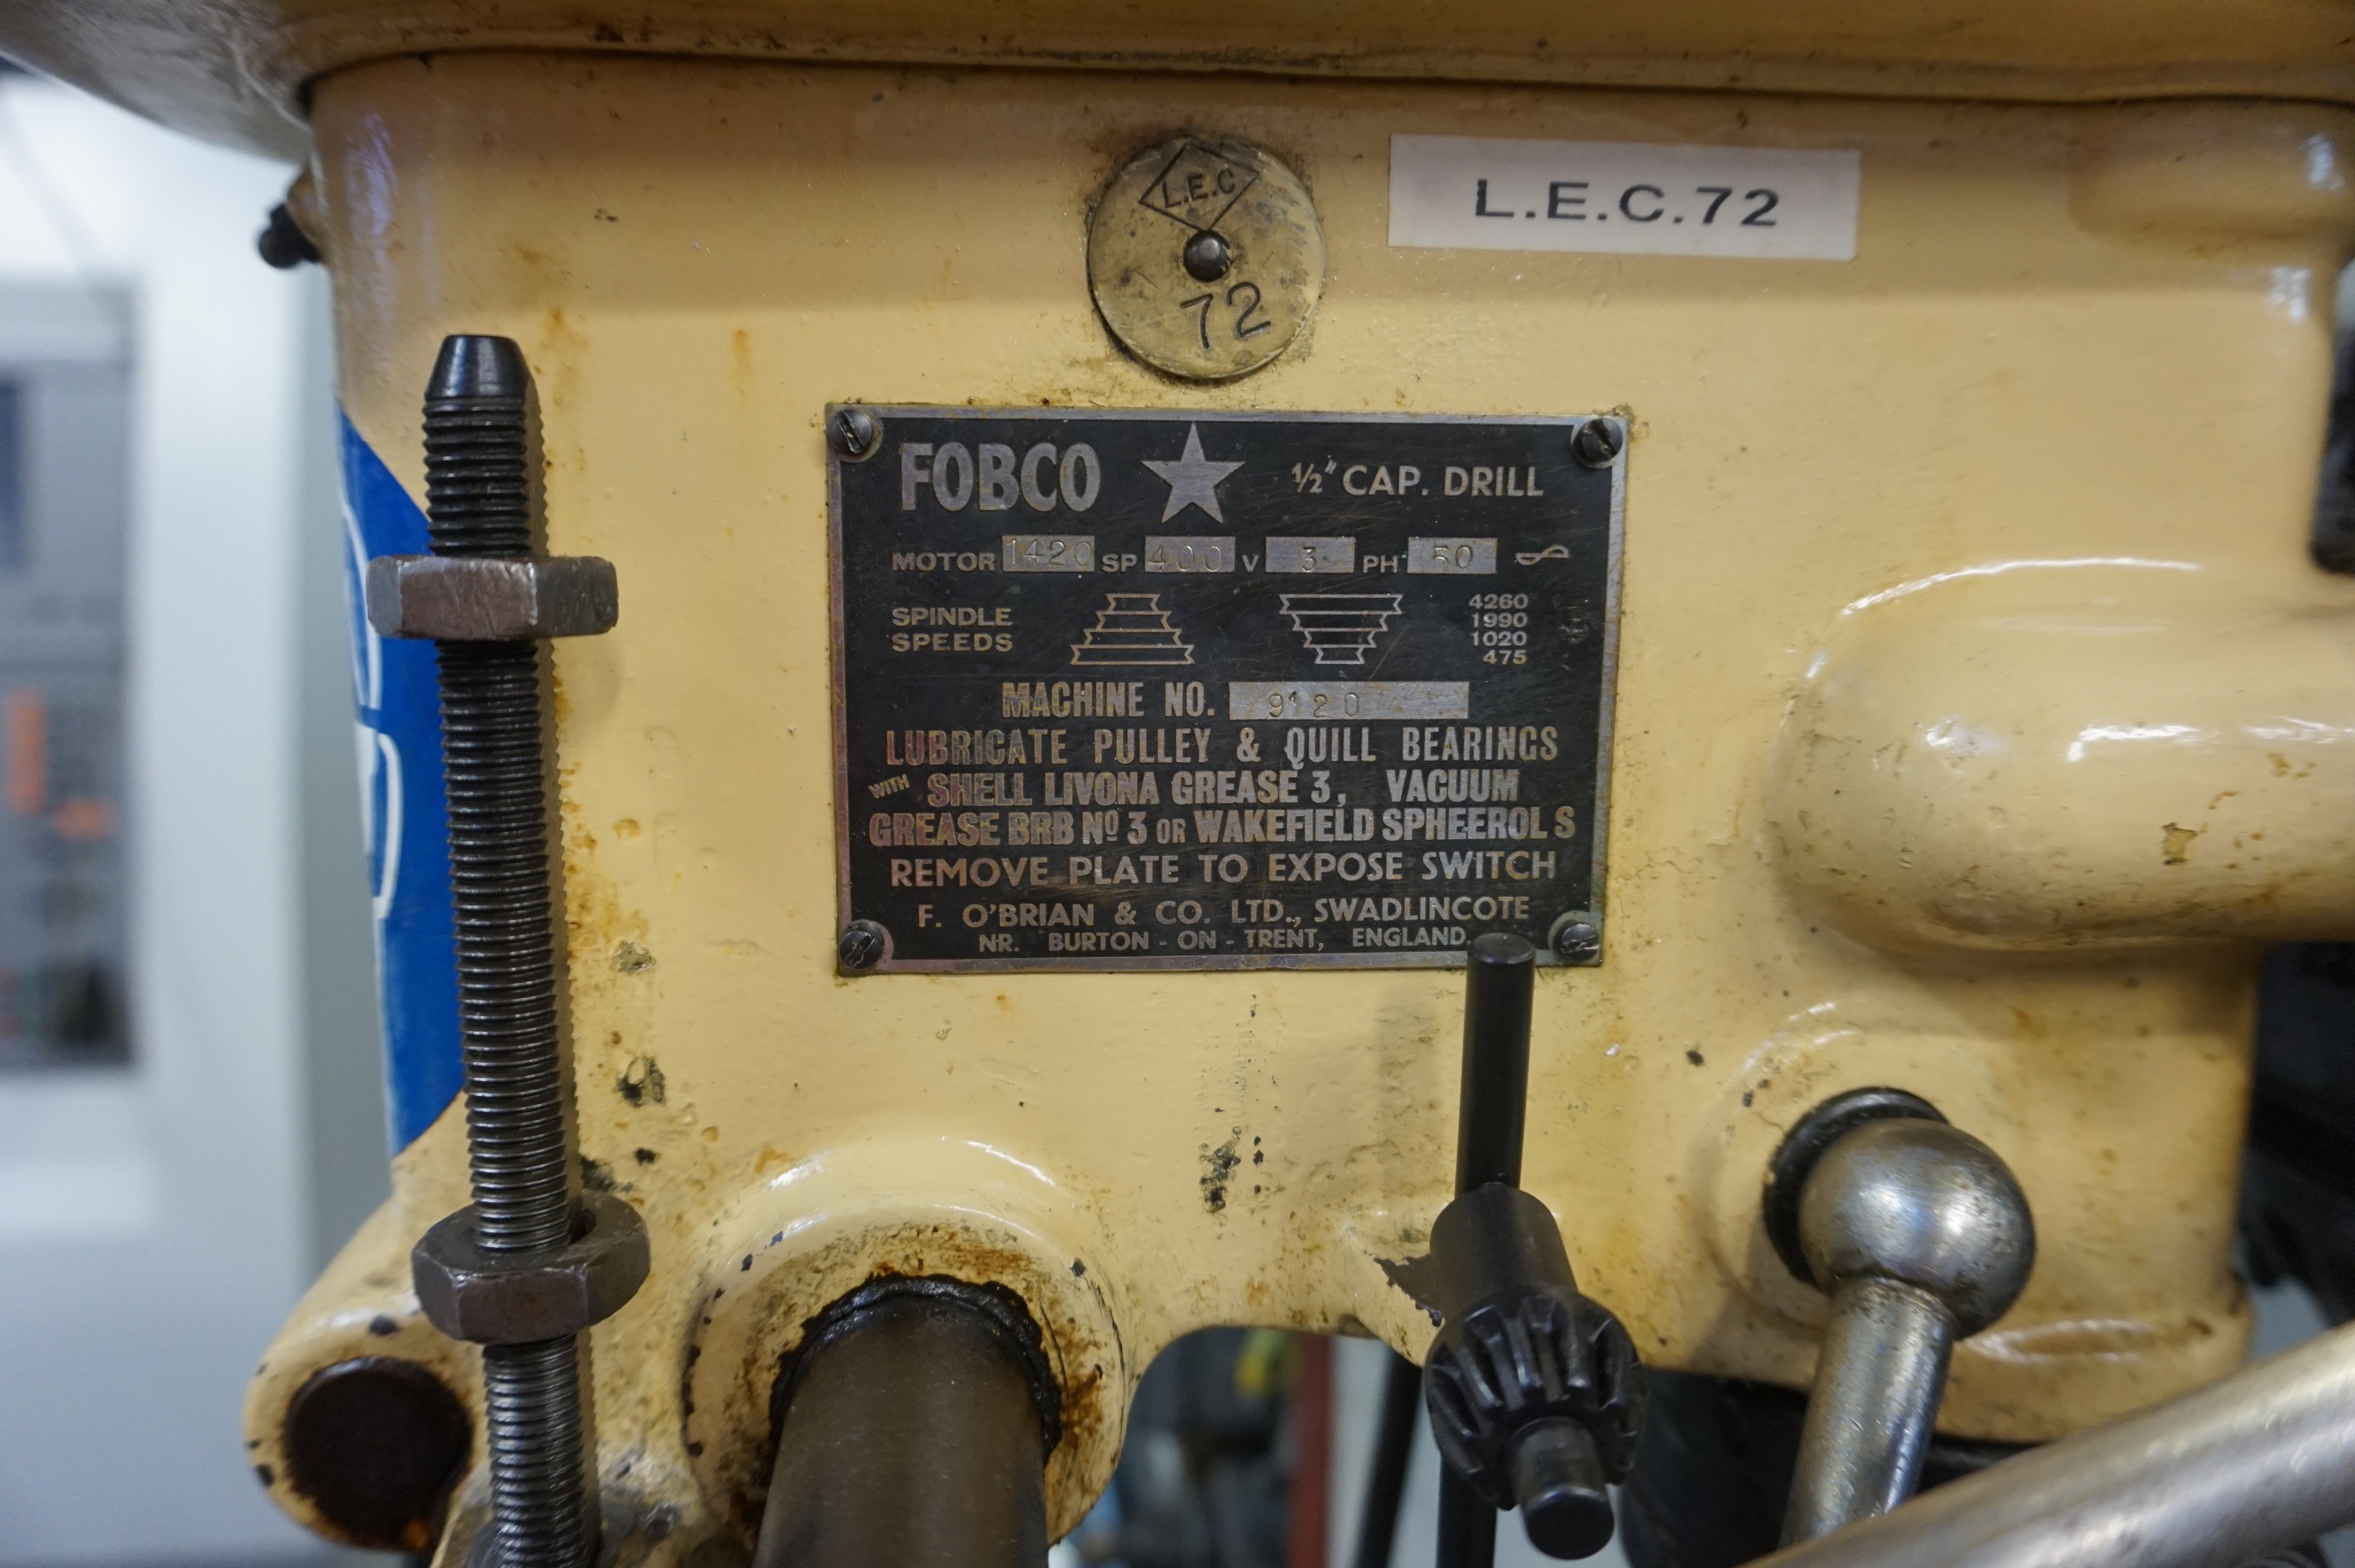 L.E.C
72
L.E.C.72
FOBCO ½" CAP. DRILL
MOTOR 1420 SP 400 V 3 PH 50
SPINDLE
SPEEDS
4260
1990
1020
475
MACHINE NO. 9120
LUBRICATE PULLEY & QUILL BEARINGS
WITH SHELL LIVONA GREASE 3, VACUUM
GREASE BRB Nº 3 OR WAKEFIELD SPHEEROL S
REMOVE PLATE TO EXPOSE SWITCH
F. O'BRIAN & CO. LTD., SWADLINCOTE
NR. BURTON - ON - TRENT, ENGLAND.